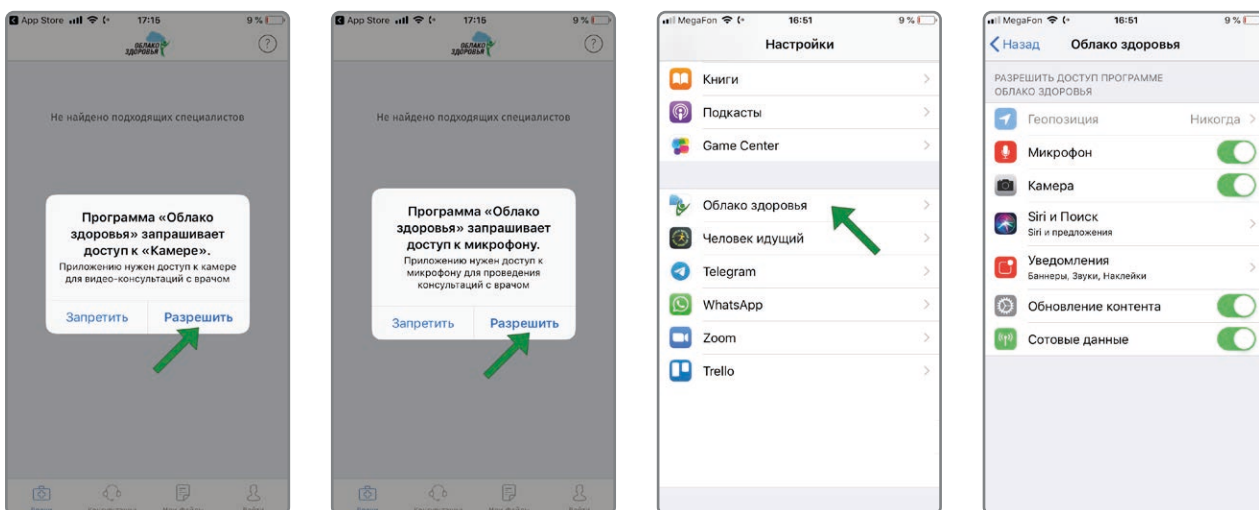 App Store 17:15 9 %
ОБЛАКО
ЗДОРОВЬЯ
?
Не найдено подходящих специалистов
Программа «Облако
здоровья» запрашивает
доступ к «Камере».
Приложению нужен доступ к камере
для видео-консультаций с врачом
Запретить Разрешить
App Store 17:15 9 %
ОБЛАКО
ЗДОРОВЬЯ
?
Не найдено подходящих специалистов
Программа «Облако
здоровья» запрашивает
доступ к микрофону.
Приложению нужен доступ к
микрофону для проведения
консультаций с врачом
Запретить Разрешить
MegaFon 16:51 9 %
Настройки
Книги
Подкасты
Game Center
Облако здоровья
Человек идущий
Telegram
WhatsApp
Zoom
Trello
MegaFon 16:51 9 %
Назад Облако здоровья
РАЗРЕШИТЬ ДОСТУП ПРОГРАММЕ
ОБЛАКО ЗДОРОВЬЯ
Геопозиция Никогда
Микрофон
Камера
Siri и Поиск
Siri и предложения
Уведомления
Баннеры, Звуки, Наклейки
Обновление контента
Сотовые данные